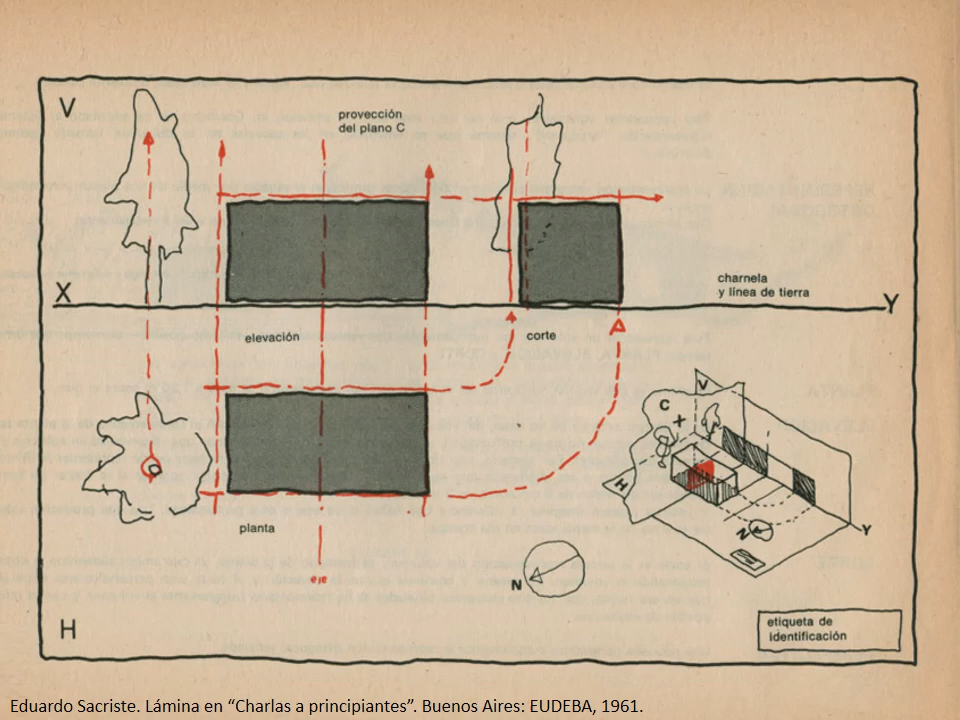 V
provección
del plano C
X
charnela
y línea de tierra
Y
elevación
corte
V
C
X
H
Y
N
planta
eje
N
H
etiqueta de
identificación
Eduardo Sacriste. Lámina en “Charlas a principiantes”. Buenos Aires: EUDEBA, 1961.